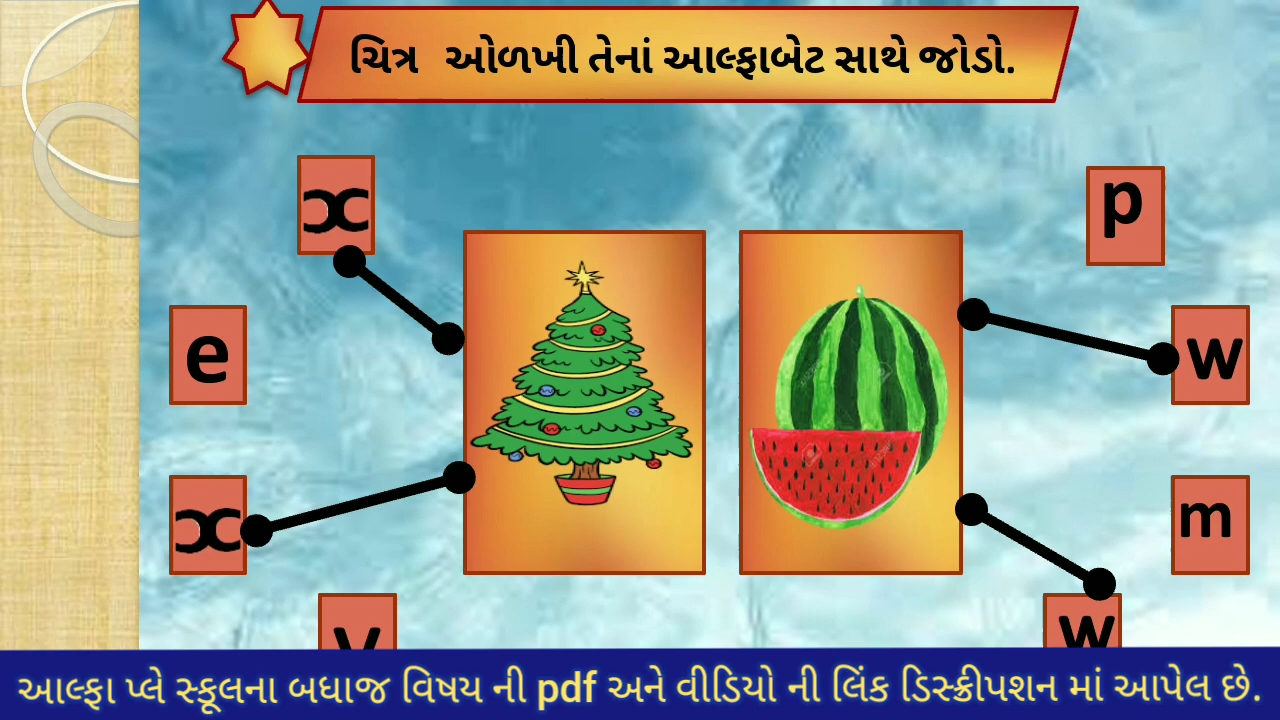 ચિત્ર ઓળખી તેનાં આલ્ફાબેટ સાથે જોડો.
x
p
e
w
x
m
v
w
આલ્ફા પ્લે સ્કૂલના બધાજ વિષય ની pdf અને વીડિયો ની લિંક ડિસ્ક્રીપશન માં આપેલ છે.